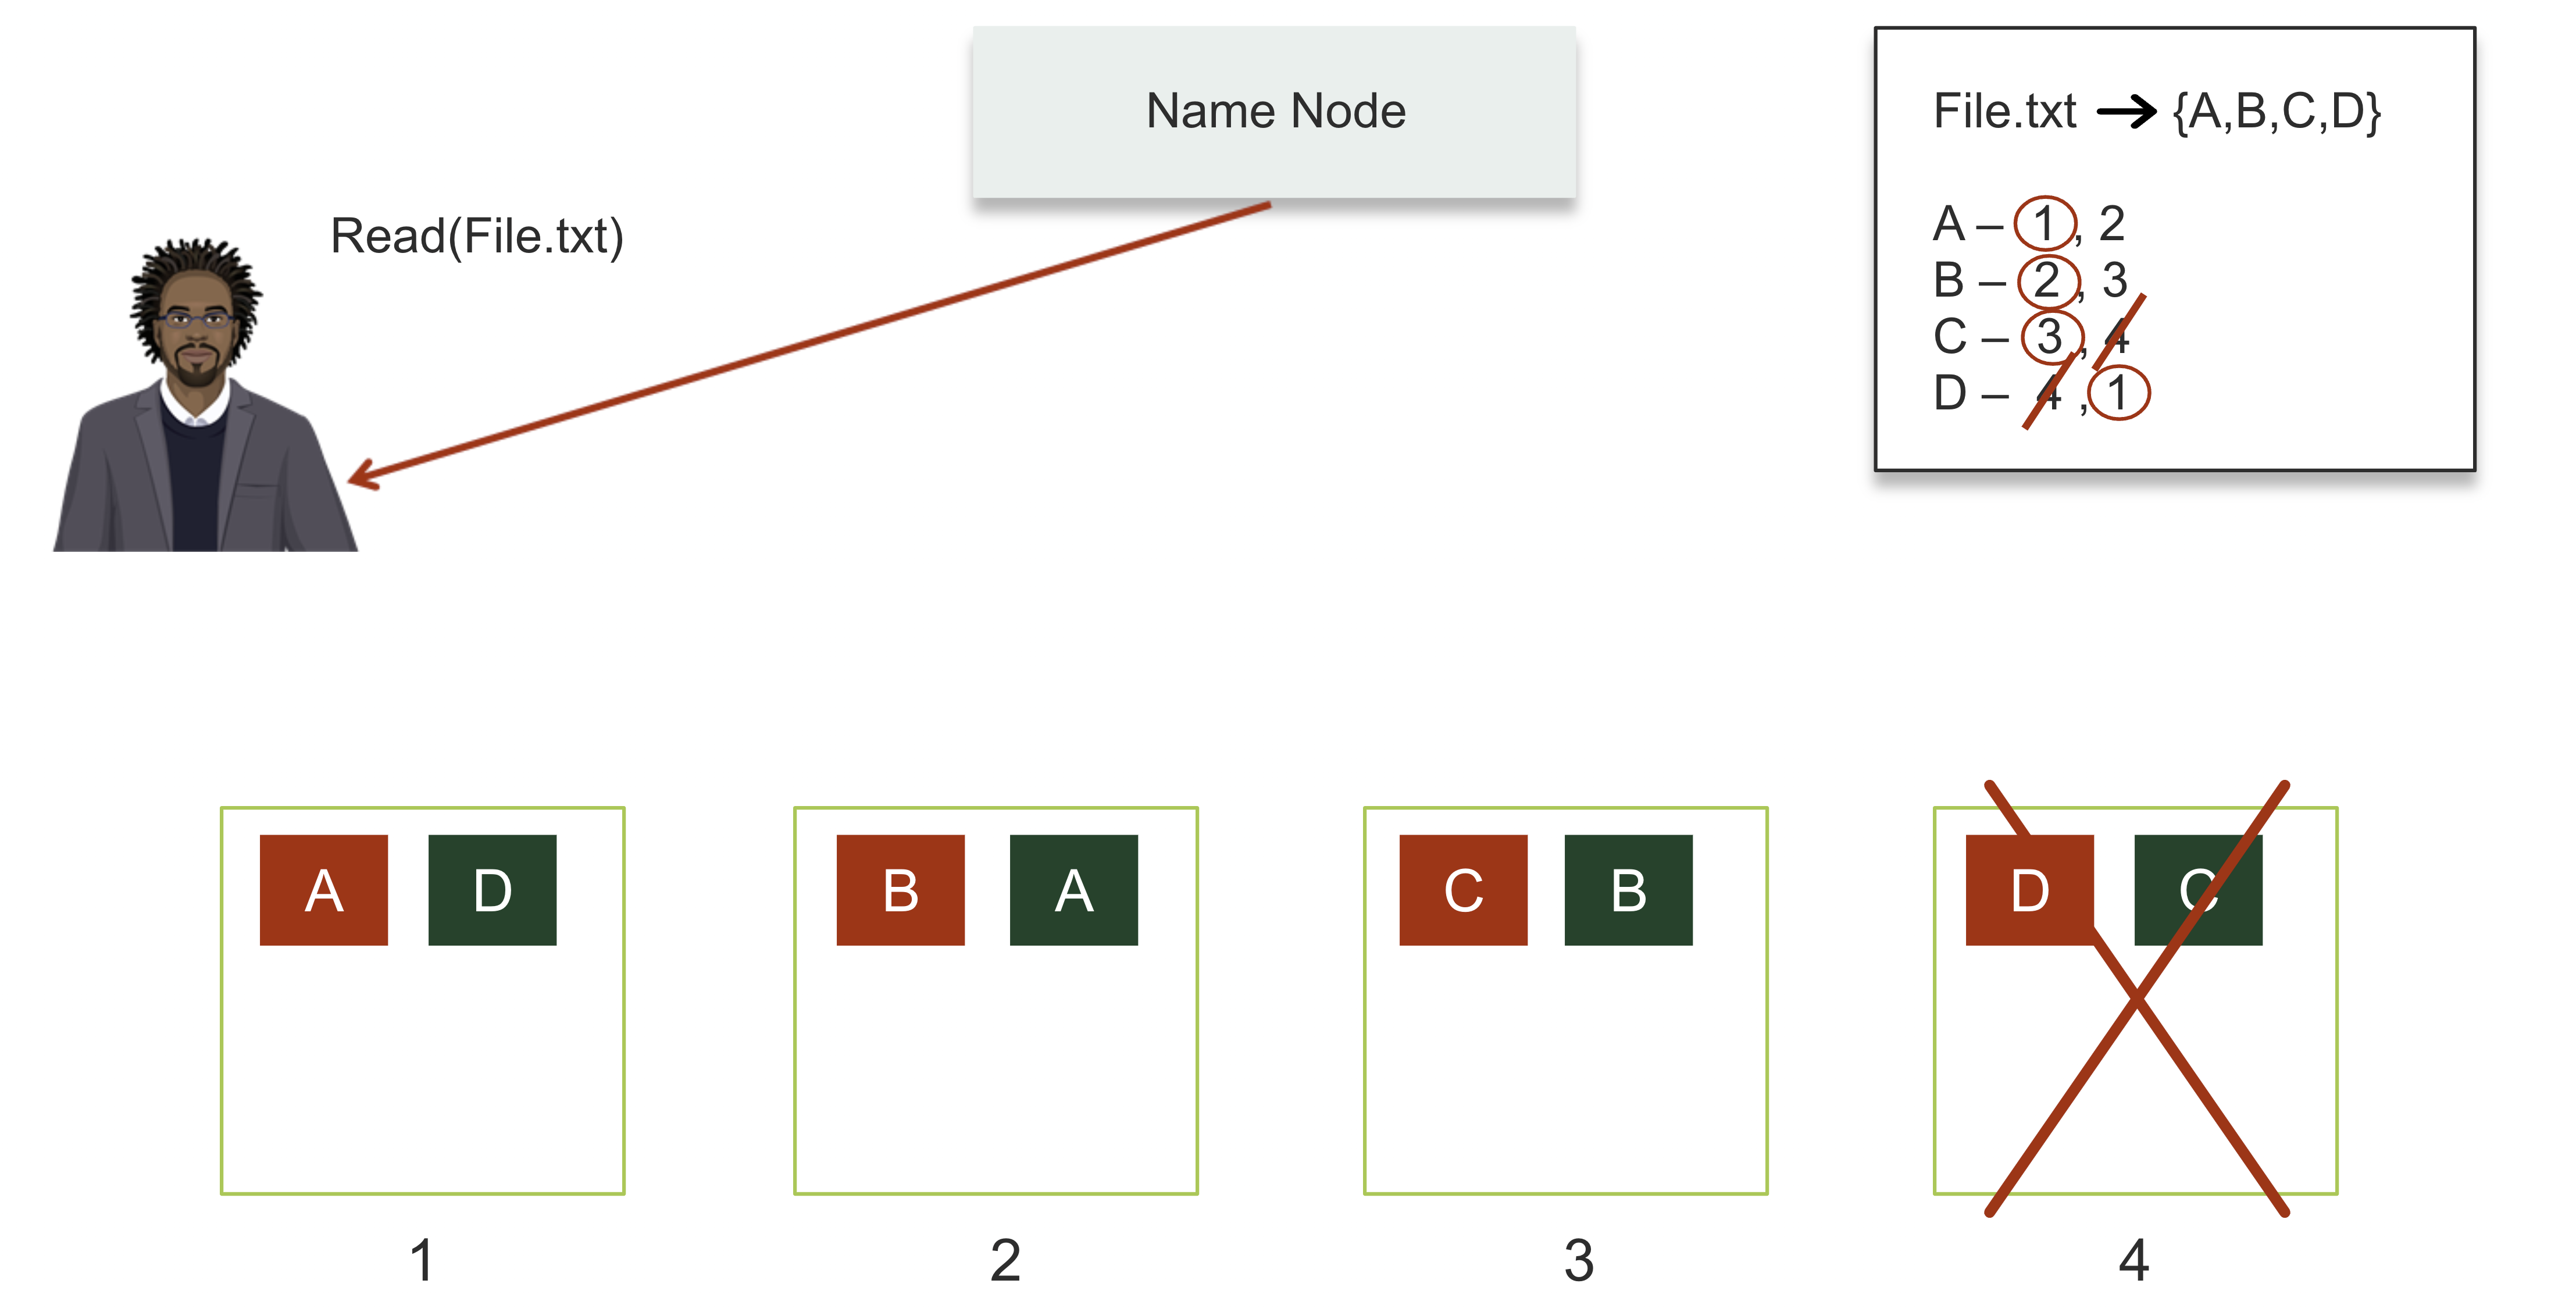 Name Node
File.txt → {A,B,C,D}
Read(File.txt)
A – 1, 2
B – 2, 3
C – 3, 4
D – 4 , 1
A D
B A
C B
D C
1
2
3
4